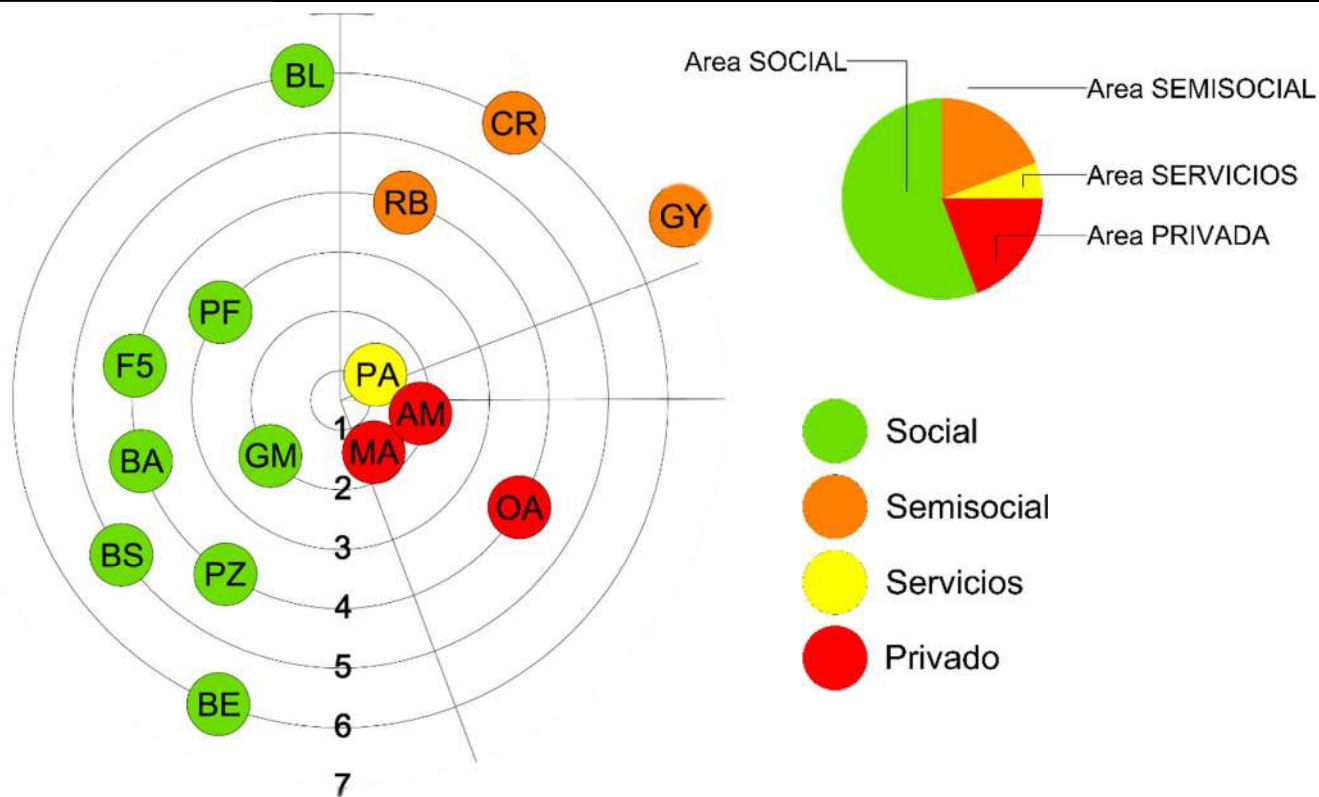 BL
CR
RB
GY
PF
F5
PA
AM
1
GM
MA
BA
2
OA
3
BS
PZ
4
5
BE
6
7
Area SOCIAL
Area SEMISOCIAL
Area SERVICIOS
Area PRIVADA
Social
Semisocial
Servicios
Privado